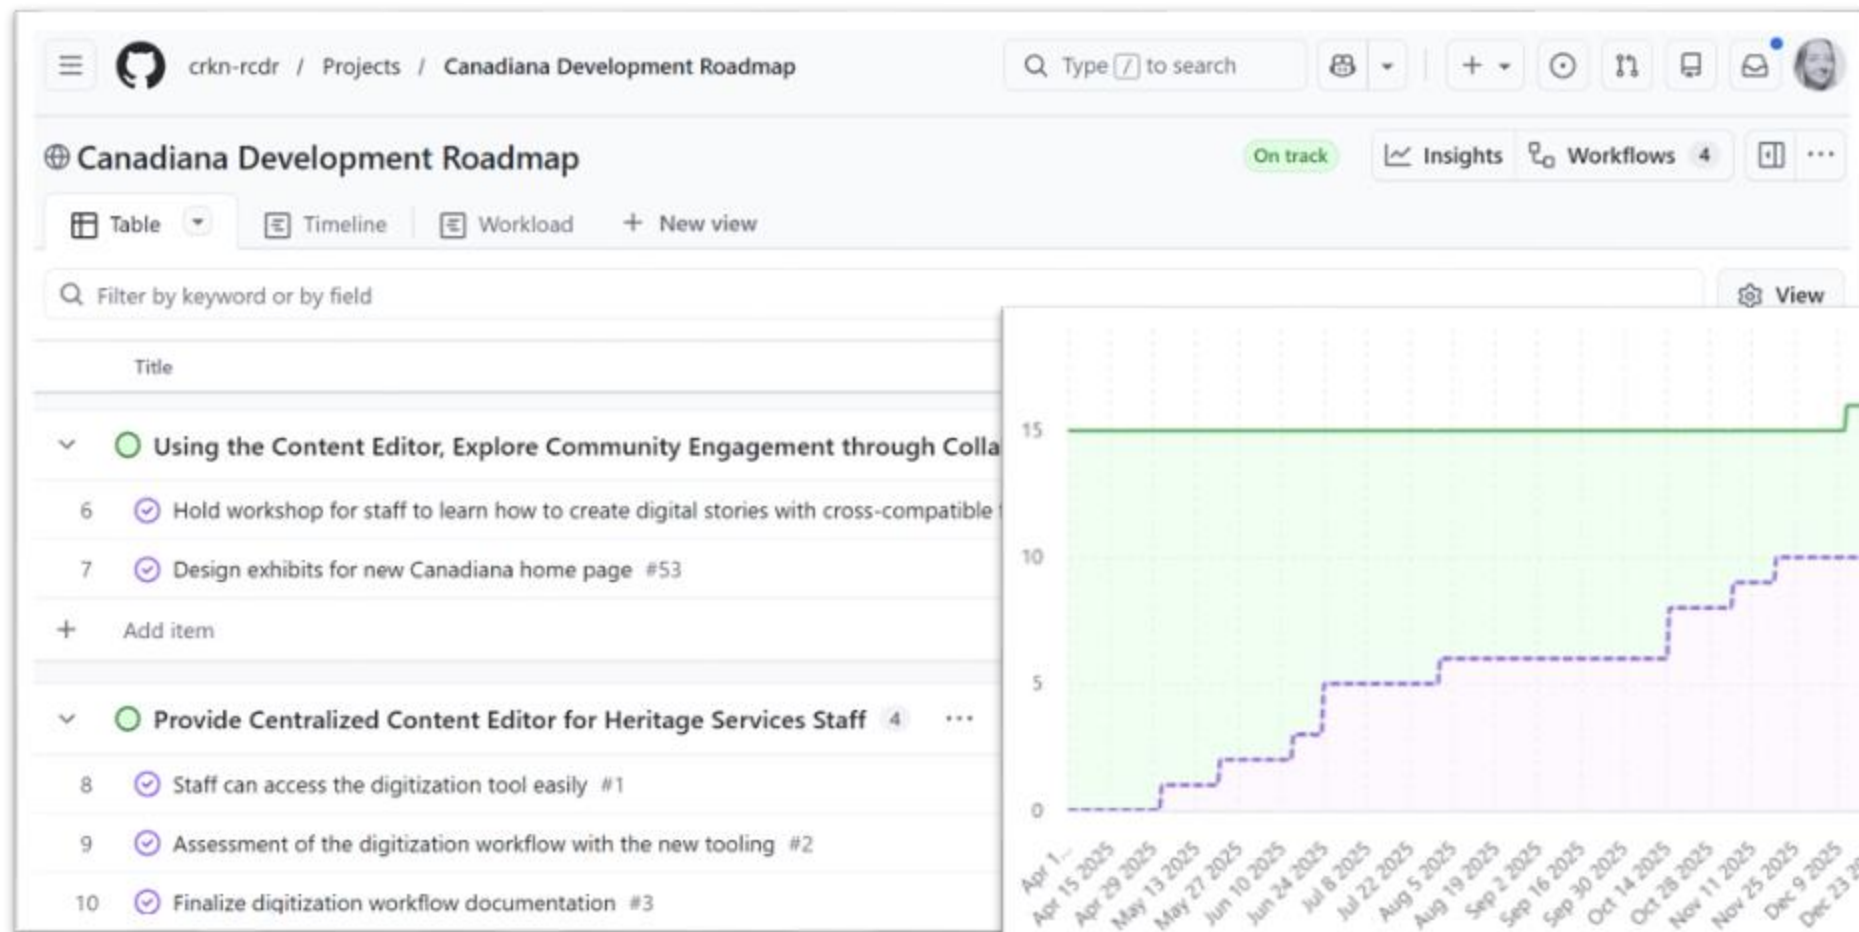 crkn-rcdr / Projects / Canadiana Development Roadmap
Type / to search
Canadiana Development Roadmap
On track
Insights
Workflows 4
Table
Timeline
Workload
+ New view
Filter by keyword or by field
View
Title
Using the Content Editor, Explore Community Engagement through Colla
6 Hold workshop for staff to learn how to create digital stories with cross-compatible
7 Design exhibits for new Canadiana home page #53
+ Add item
Provide Centralized Content Editor for Heritage Services Staff 4 ...
8 Staff can access the digitization tool easily #1
9 Assessment of the digitization workflow with the new tooling #2
10 Finalize digitization workflow documentation #3
15
10
5
0
Apr 1...
Apr 15 2025
Apr 29 2025
May 13 2025
May 27 2025
Jun 10 2025
Jun 24 2025
Jul 8 2025
Jul 22 2025
Aug 5 2025
Aug 19 2025
Sep 2 2025
Sep 16 2025
Sep 30 2025
Oct 14 2025
Oct 28 2025
Nov 11 2025
Nov 25 2025
Dec 9 2025
Dec 23 2